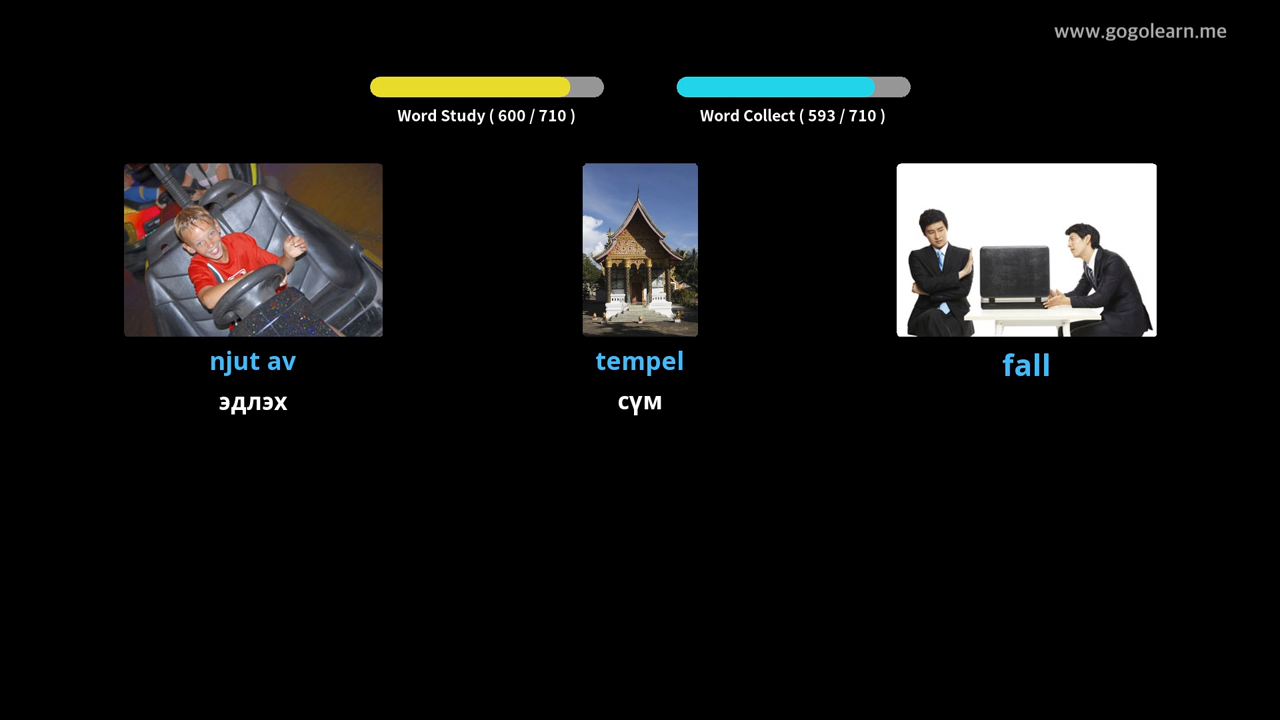 www.gogolearn.me
Word Study ( 600 / 710 )
Word Collect ( 593 / 710 )
njut av
эдлэх
tempel
сүм
fall